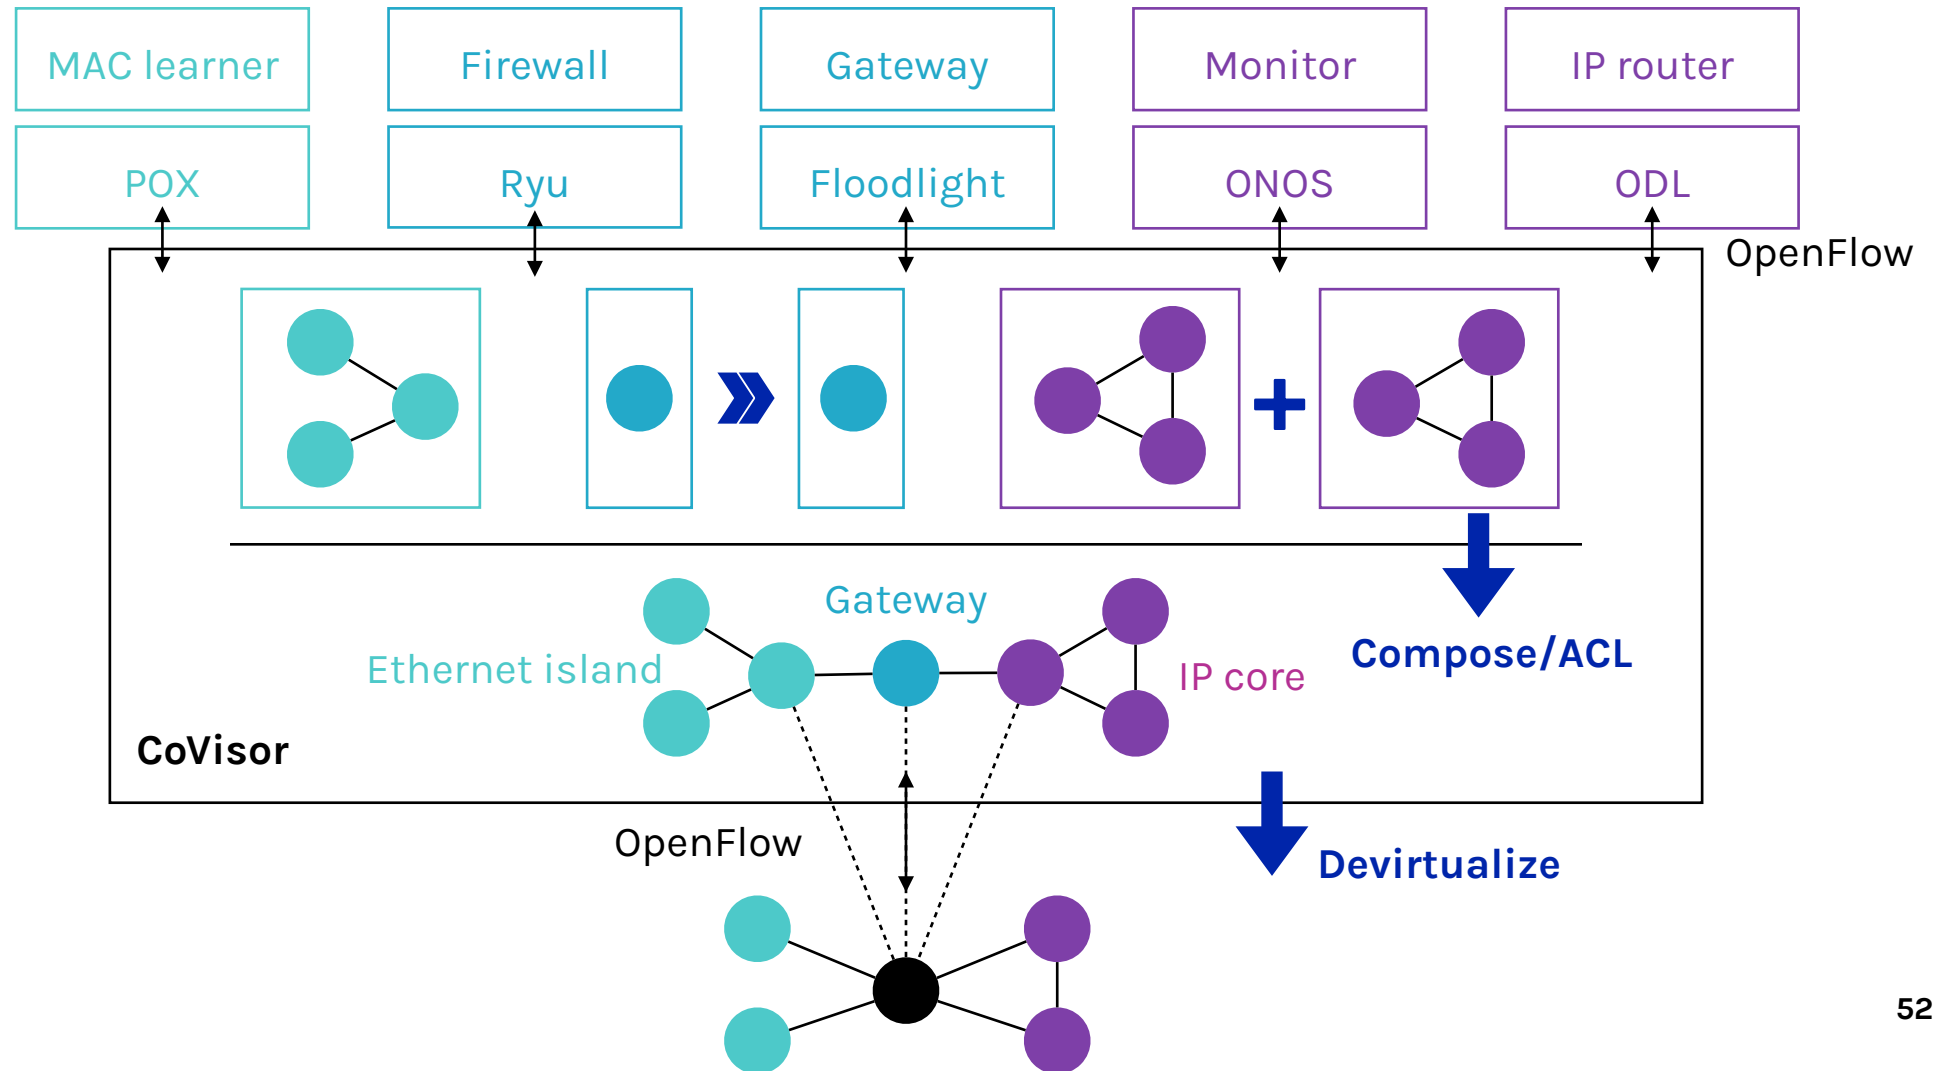 MAC learner
Firewall
Gateway
Monitor
IP router
POX
Ryu
Floodlight
ONOS
ODL
OpenFlow
Gateway
Ethernet island
IP core
Compose/ACL
CoVisor
OpenFlow
Devirtualize
52